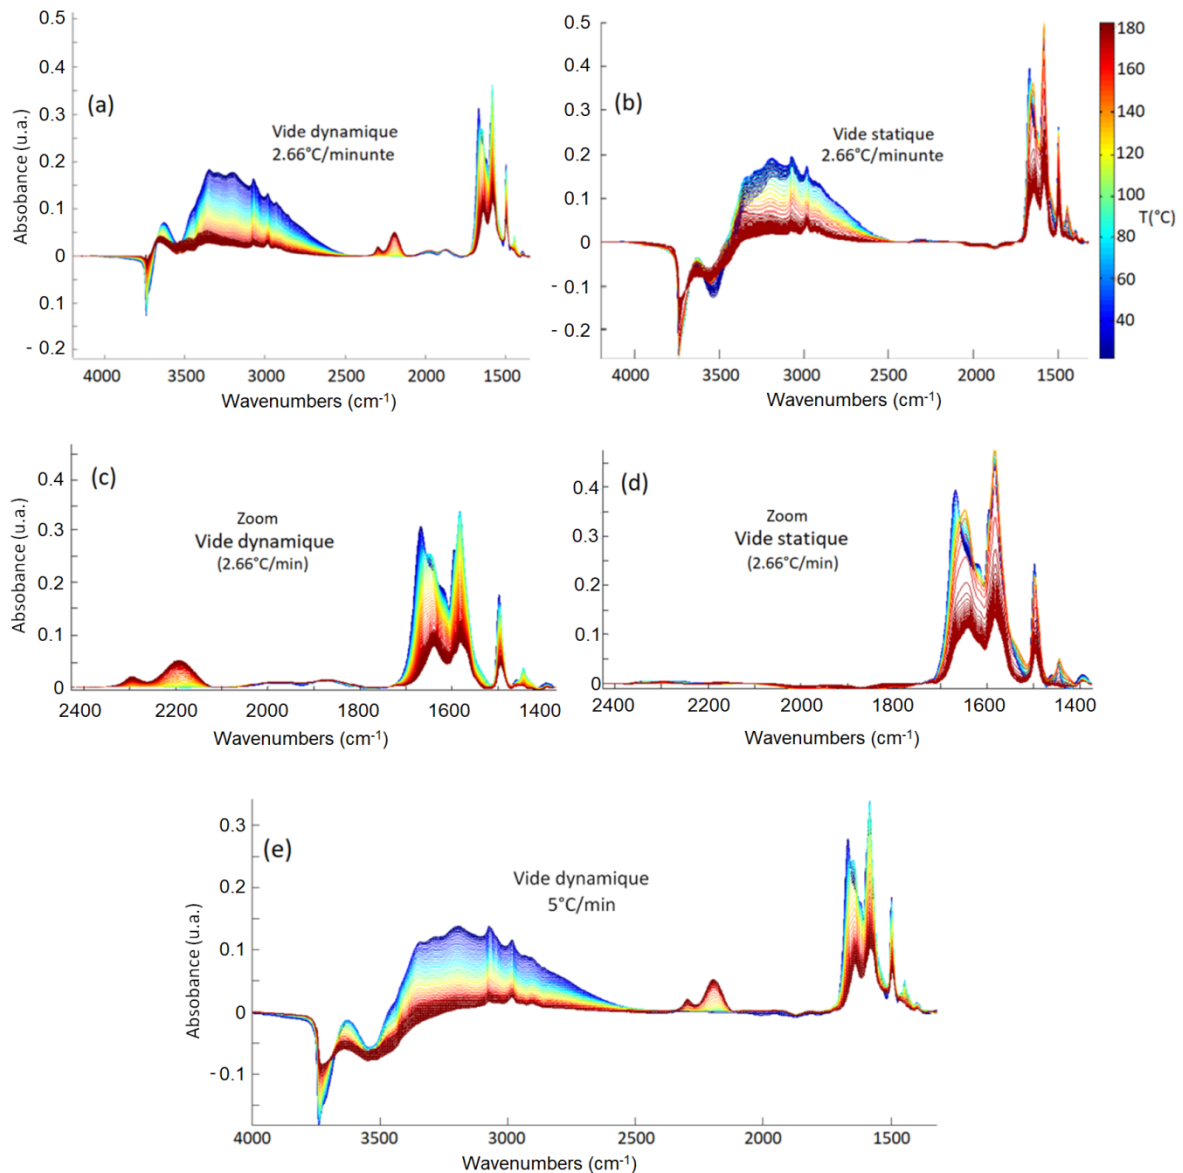 (a)
Vide dynamique
2.66°C/minunte
Absobance (u.a.)
0.5
0.4
0.3
0.2
0.1
0
0.1
- 0.2
4000 3500 3000 2500 2000 1500
Wavenumbers (cm-1)
(b)
Vide statique
2.66°C/minunte
0.5
0.4
0.3
0.2
0.1
0
- 0.1
- 0.2
4000 3500 3000 2500 2000 1500
Wavenumbers (cm-1)
180
160
140
120
100
T(°C)
80
60
40
(c)
Zoom
Vide dynamique
(2.66°C/min)
Absobance (u.a.)
0.4
0.3
0.2
0.1
0
2400 2200 2000 1800 1600 1400
Wavenumbers (cm-1)
(d)
Zoom
Vide statique
(2.66°C/min)
0.4
0.3
0.2
0.1
0
2400 2200 2000 1800 1600 1400
Wavenumbers (cm-1)
(e)
Vide dynamique
5°C/min
Absobance (u.a.)
0.3
0.2
0.1
0
- 0.1
4000 3500 3000 2500 2000 1500
Wavenumbers (cm-1)